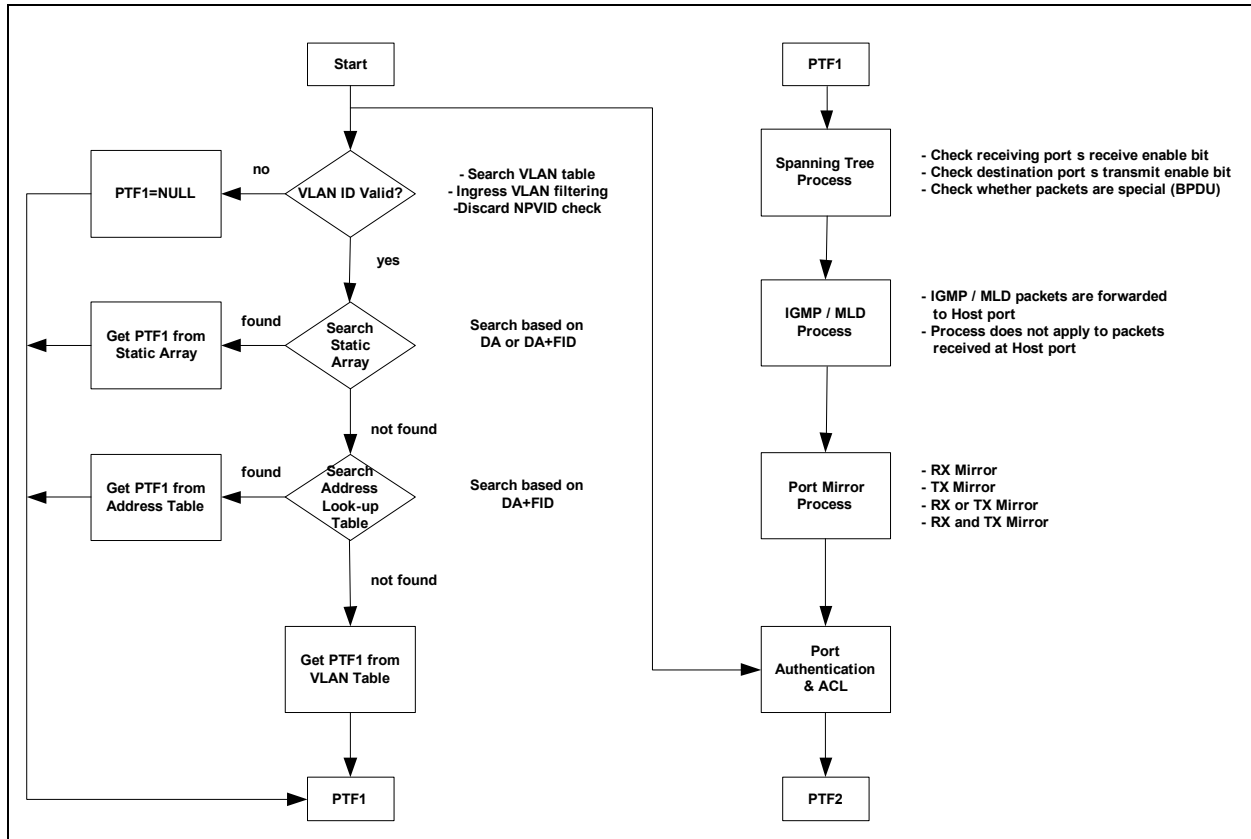 Start
VLAN ID Valid?
no
PTF1=NULL
- Search VLAN table
- Ingress VLAN filtering
-Discard NPVID check
yes
Search
Static
Array
found
Get PTF1 from
Static Array
Search based on
DA or DA+FID
not found
Search
Address
Look-up
Table
found
Get PTF1 from
Address Table
Search based on
DA+FID
not found
Get PTF1 from
VLAN Table
PTF1
PTF1
Spanning Tree
Process
- Check receiving port s receive enable bit
- Check destination port s transmit enable bit
- Check whether packets are special (BPDU)
IGMP / MLD
Process
- IGMP / MLD packets are forwarded
to Host port
- Process does not apply to packets
received at Host port
Port Mirror
Process
- RX Mirror
- TX Mirror
- RX or TX Mirror
- RX and TX Mirror
Port
Authentication
& ACL
PTF2